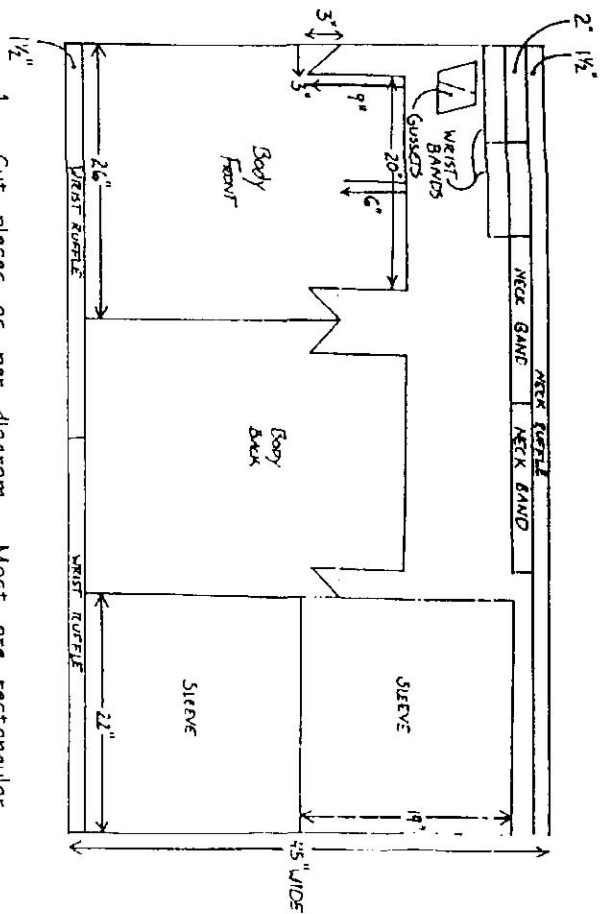 2"
1½"
3"
WRIST BANDS
GUSSETS
NECK RUFFLE
NECK BAND
NECK BAND
9"
20"
6"
3"
Body
FRONT
Body
BACK
SLEEVE
19"
SLEEVE
26"
22"
45" WIDE
WRIST RUFFLE
WRIST RUFFLE
1½"
1. Cut pieces as per diagram. Most are rectangular